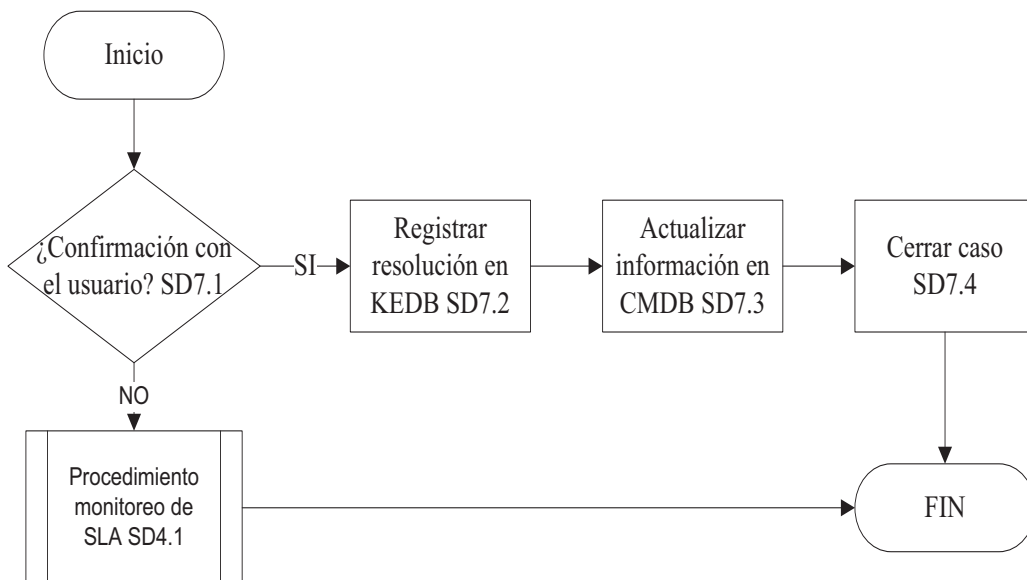 Inicio
¿Confirmación con
el usuario? SD7.1
SI
Registrar
resolución en
KEDB SD7.2
Actualizar
información en
CMDB SD7.3
Cerrar caso
SD7.4
NO
Procedimiento
monitoreo de
SLA SD4.1
FIN